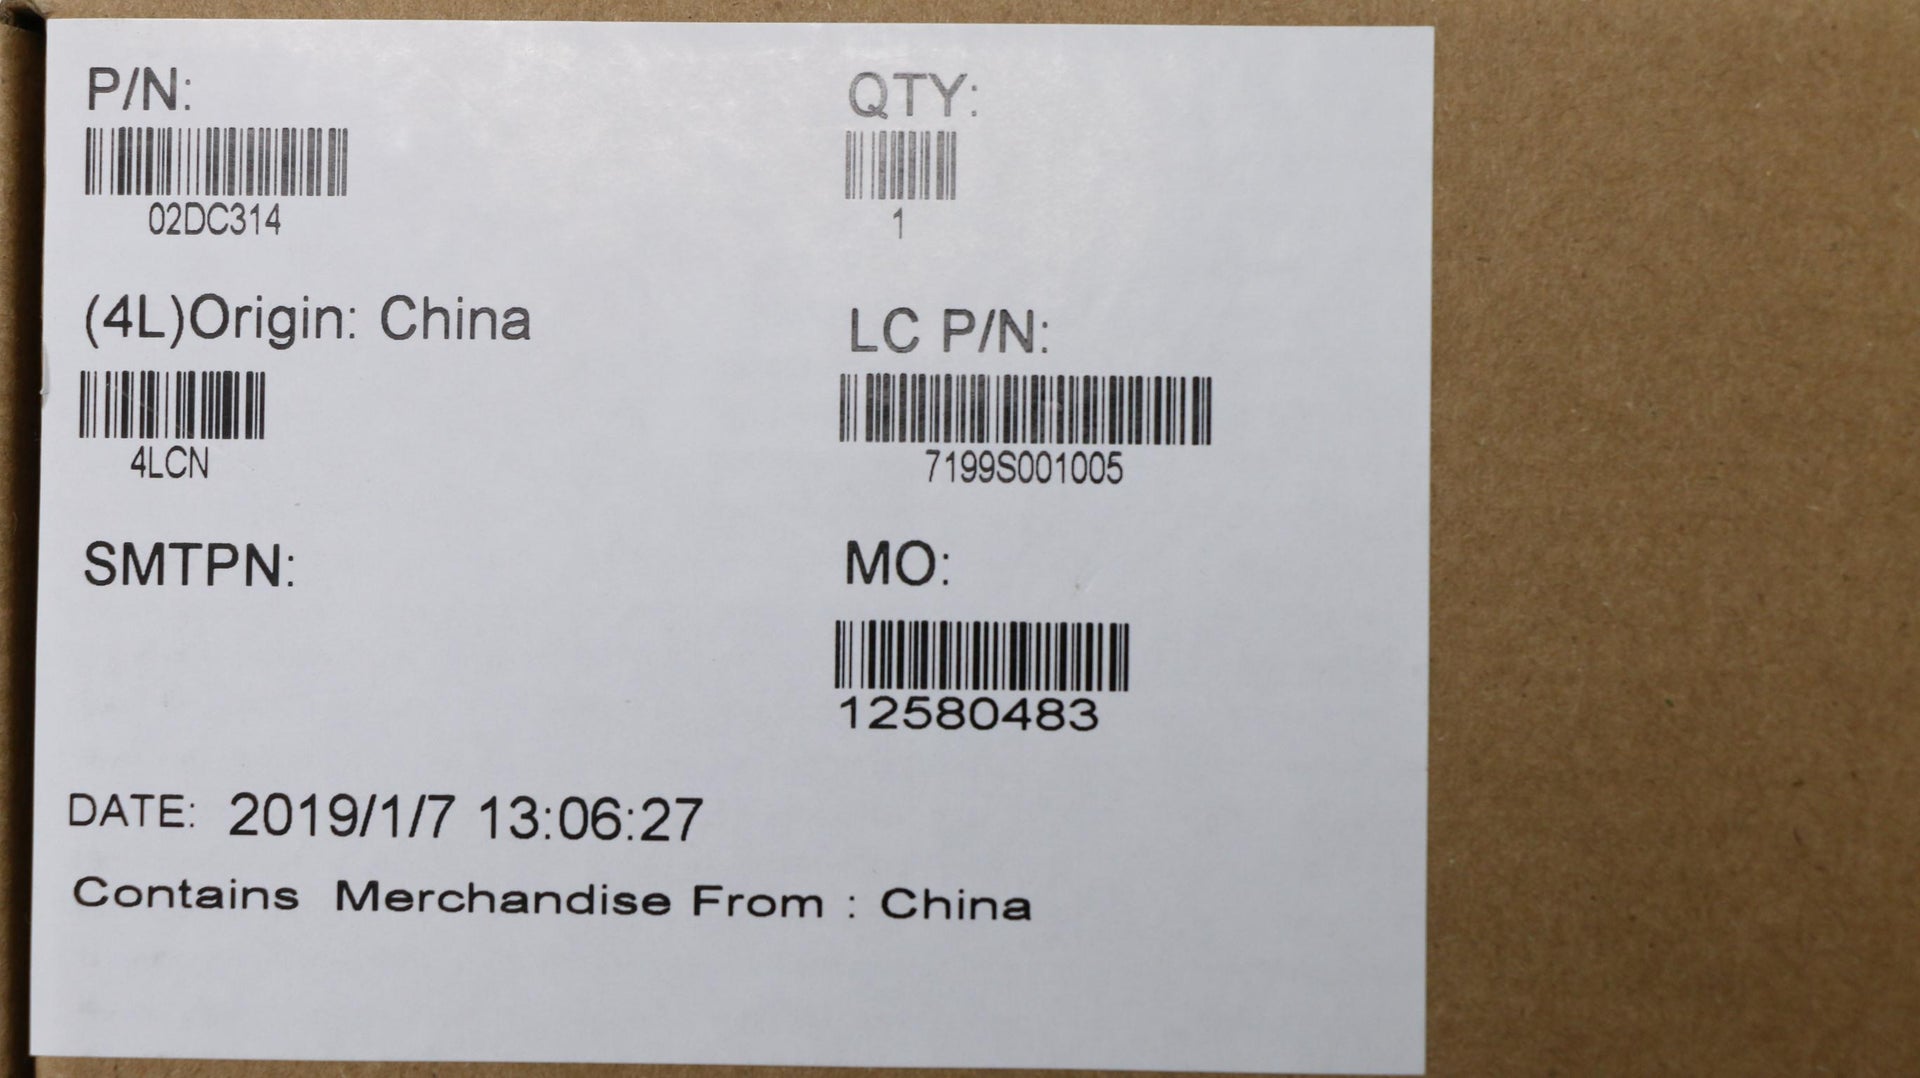 P/N:
02DC314
QTY:
1
(4L)Origin: China
4LCN
LC P/N:
7199S001005
SMTPN:
MO:
12580483
DATE: 2019/1/7 13:06:27
Contains Merchandise From : China